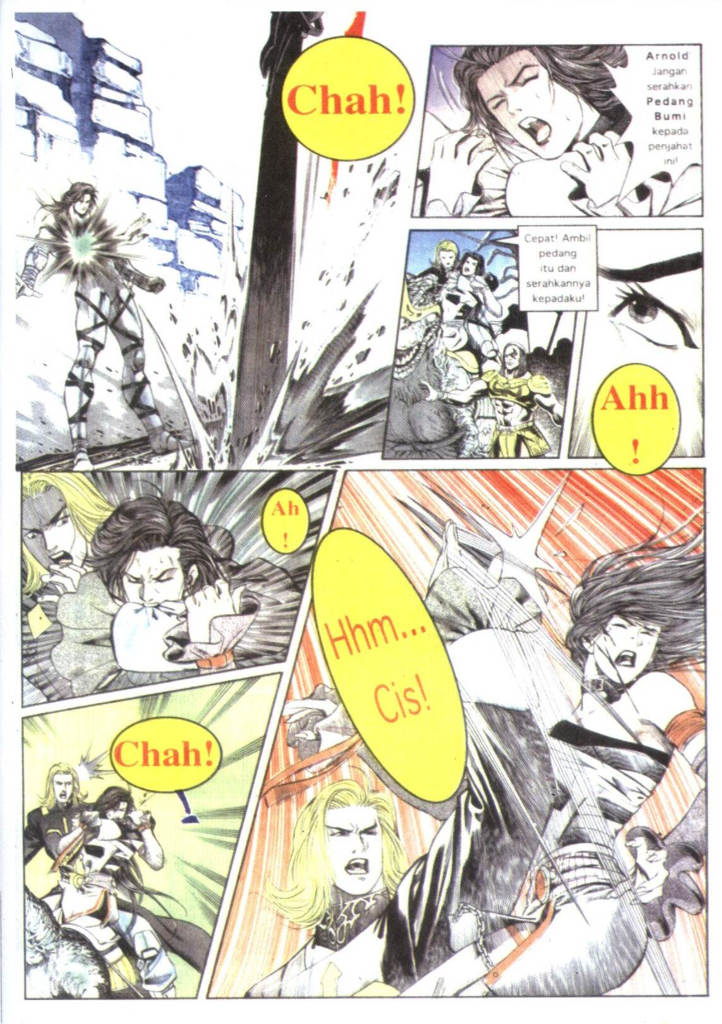 Chah!
Arnold
Jangan
serahkan
Pedang
Bumi
kepada
penjahat
ini!
Cepat! Ambil
pedang
itu dan
serahkannya
kepadaku!
Ahh
!
Ah
!
Hhm...
Cis!
Chah!